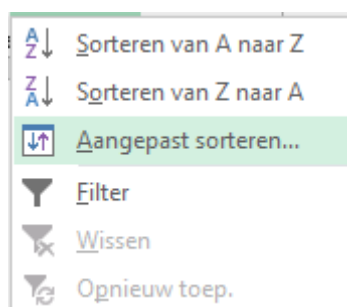 Sorteren van A naar Z
Sorteren van Z naar A
Aangepast sorteren...
Filter
Wissen
Opnieuw toep.